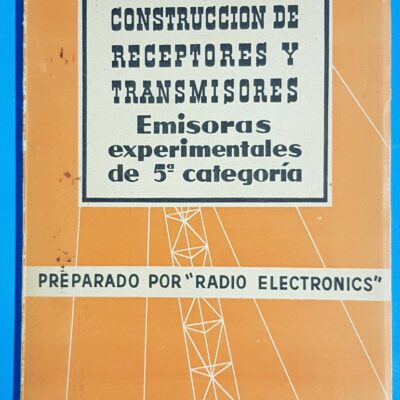 CONSTRUCCION DE
RECEPTORES Y
TRANSMISORES
Emisoras
experimentales
de 5ª categoría
PREPARADO POR "RADIO ELECTRONICS"